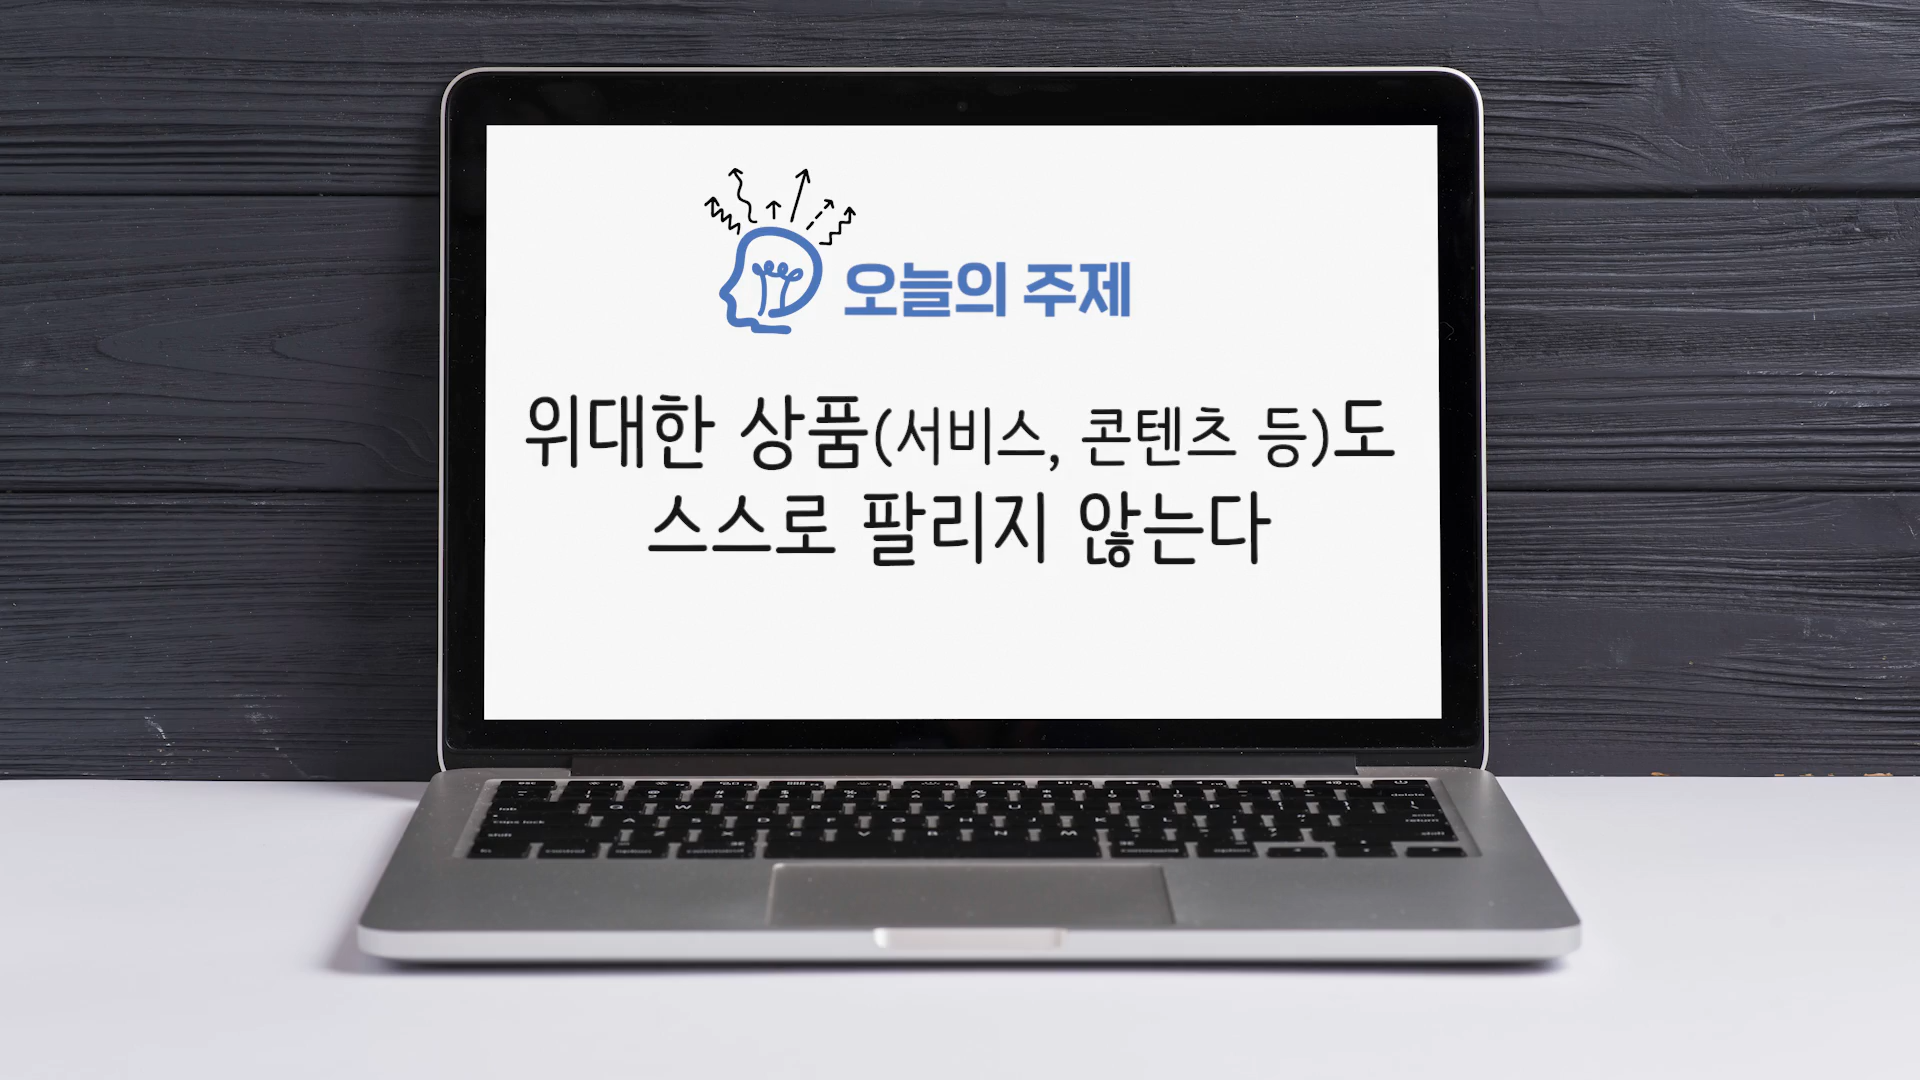 오늘의 주제
위대한 상품(서비스, 콘텐츠 등)도
스스로 팔리지 않는다